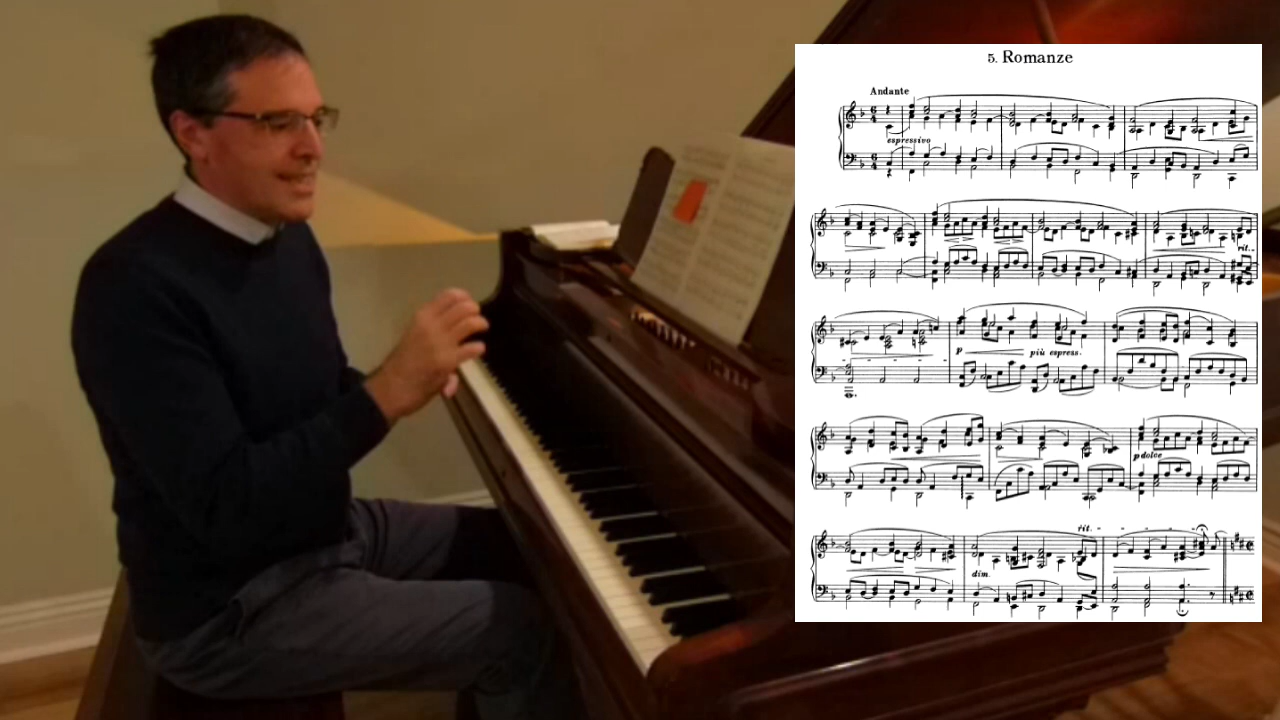 5. Romanze
Andante
espressivo
rit.
p
più espress.
p dolce
rit.
dim.